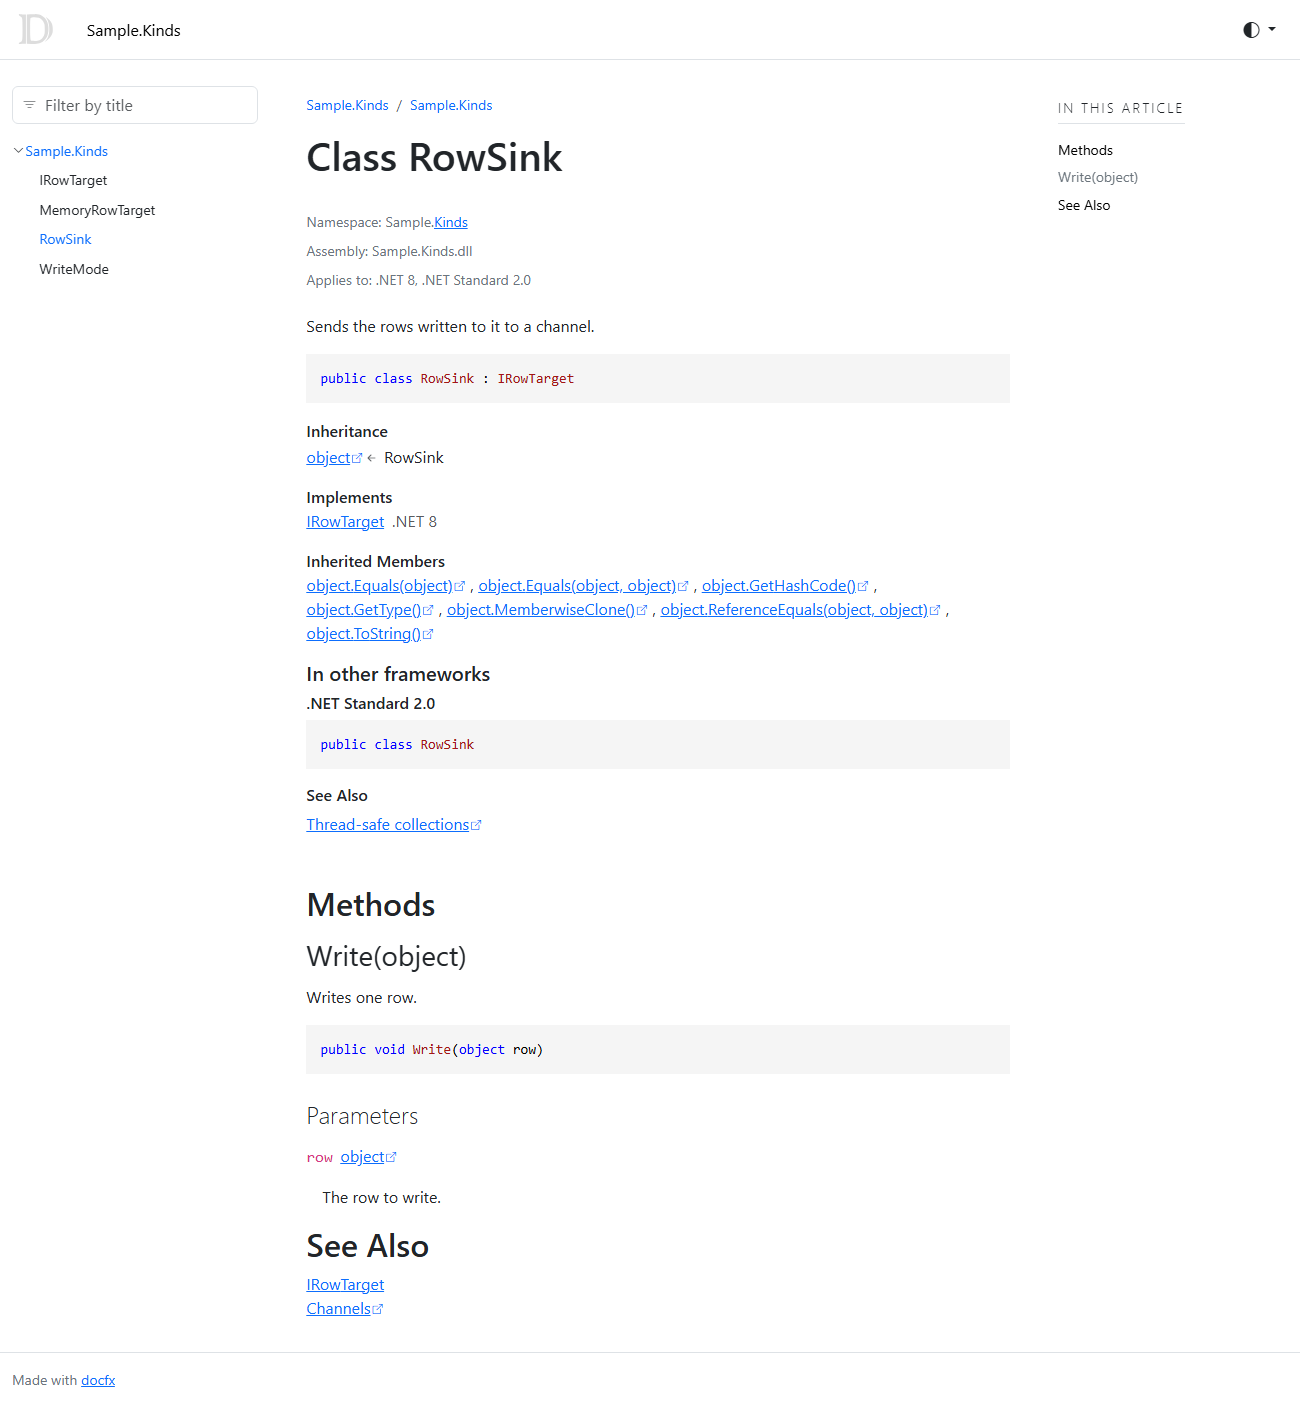 Sample.Kinds
Filter by title
Sample.Kinds
IRowTarget
MemoryRowTarget
RowSink
WriteMode
Sample.Kinds / Sample.Kinds
Class RowSink
Namespace: Sample.Kinds
Assembly: Sample.Kinds.dll
Applies to: .NET 8, .NET Standard 2.0
Sends the rows written to it to a channel.
public class RowSink : IRowTarget
Inheritance
object ← RowSink
Implements
IRowTarget .NET 8
Inherited Members
object.Equals(object) , object.Equals(object, object) , object.GetHashCode() ,
object.GetType() , object.MemberwiseClone() , object.ReferenceEquals(object, object) ,
object.ToString()
In other frameworks
.NET Standard 2.0
public class RowSink
See Also
Thread-safe collections
Methods
Write(object)
Writes one row.
public void Write(object row)
Parameters
row object
The row to write.
See Also
IRowTarget
Channels
IN THIS ARTICLE
Methods
Write(object)
See Also
Made with docfx